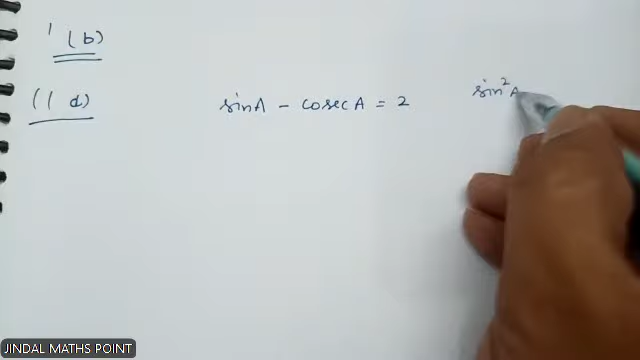 1 (b)
(1 d)
sinA - cosecA = 2
sin²A
JINDAL MATHS POINT